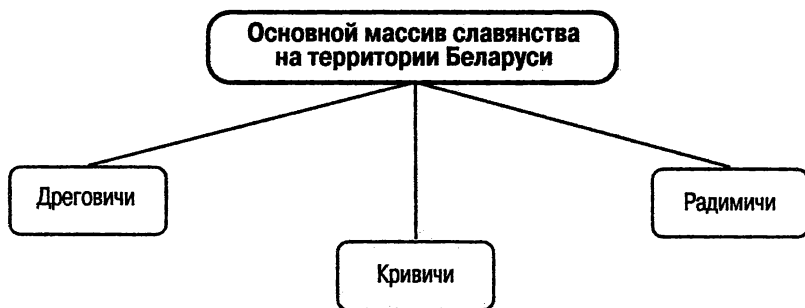 Основной массив славянства
на территории Беларуси
Дреговичи
Радимичи
Кривичи